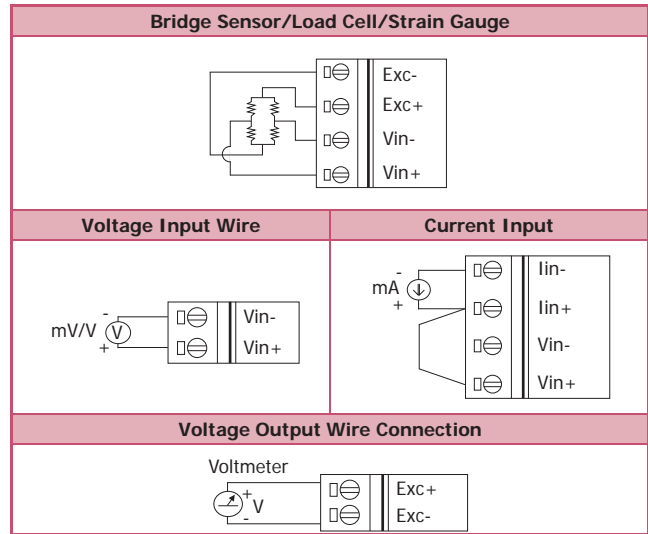 Bridge Sensor/Load Cell/Strain Gauge
Exc-
Exc+
Vin-
Vin+
Voltage Input Wire
Current Input
mV/V
-
V
+
Vin-
Vin+
mA
-
+
Iin-
Iin+
Vin-
Vin+
Voltage Output Wire Connection
Voltmeter
+
V
-
Exc+
Exc-